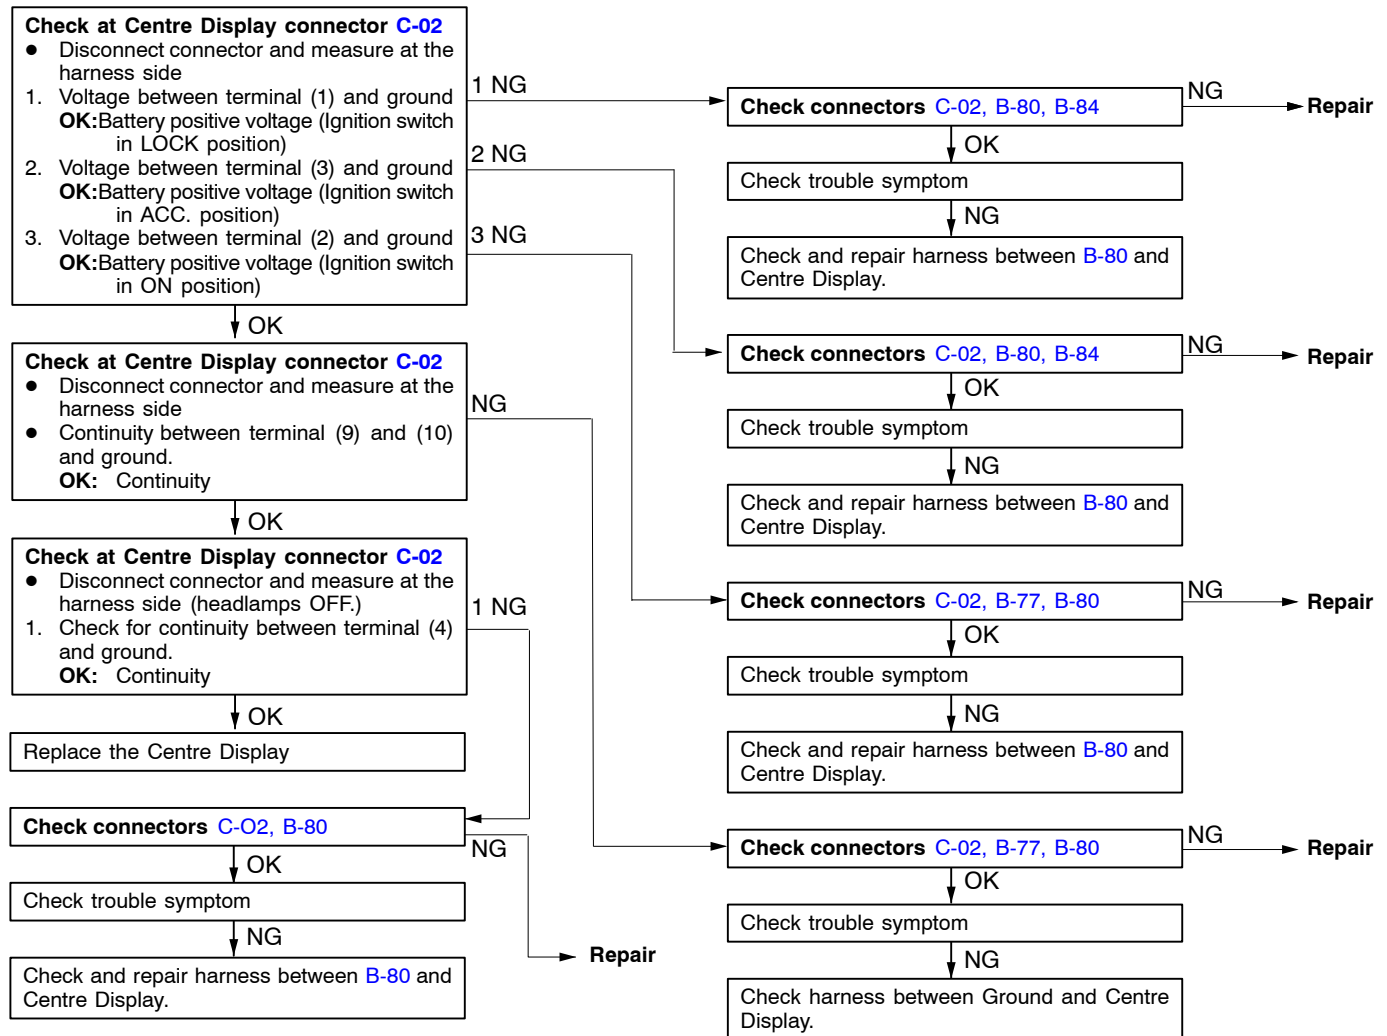 Check at Centre Display connector C-02
● Disconnect connector and measure at the
harness side
1. Voltage between terminal (1) and ground
OK:Battery positive voltage (Ignition switch
in LOCK position)
2. Voltage between terminal (3) and ground
OK:Battery positive voltage (Ignition switch
in ACC. position)
3. Voltage between terminal (2) and ground
OK:Battery positive voltage (Ignition switch
in ON position)
1 NG
2 NG
3 NG
OK
Check at Centre Display connector C-02
● Disconnect connector and measure at the
harness side
● Continuity between terminal (9) and (10)
and ground.
OK: Continuity
NG
OK
Check at Centre Display connector C-02
● Disconnect connector and measure at the
harness side (headlamps OFF.)
1. Check for continuity between terminal (4)
and ground.
OK: Continuity
1 NG
OK
Replace the Centre Display
Check connectors C-O2, B-80
NG
Repair
OK
Check trouble symptom
NG
Check and repair harness between B-80 and
Centre Display.
Check connectors C-02, B-80, B-84
NG
Repair
OK
Check trouble symptom
NG
Check and repair harness between B-80 and
Centre Display.
Check connectors C-02, B-80, B-84
NG
Repair
OK
Check trouble symptom
NG
Check and repair harness between B-80 and
Centre Display.
Check connectors C-02, B-77, B-80
NG
Repair
OK
Check trouble symptom
NG
Check and repair harness between B-80 and
Centre Display.
Check connectors C-02, B-77, B-80
NG
Repair
OK
Check trouble symptom
NG
Check harness between Ground and Centre
Display.